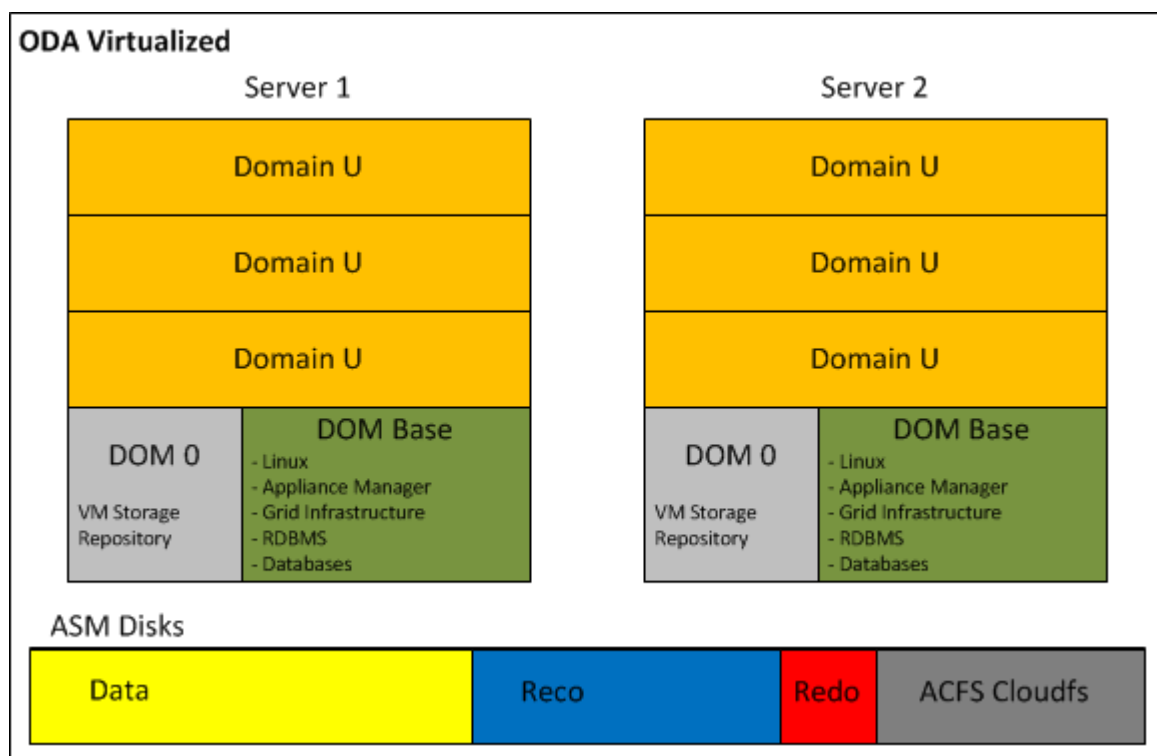 ODA Virtualized
Server 1
Domain U
Domain U
Domain U
DOM 0
VM Storage
Repository
DOM Base
- Linux
- Appliance Manager
- Grid Infrastructure
- RDBMS
- Databases
Server 2
Domain U
Domain U
Domain U
DOM 0
VM Storage
Repository
DOM Base
- Linux
- Appliance Manager
- Grid Infrastructure
- RDBMS
- Databases
ASM Disks
Data
Reco
Redo
ACFS Cloudfs